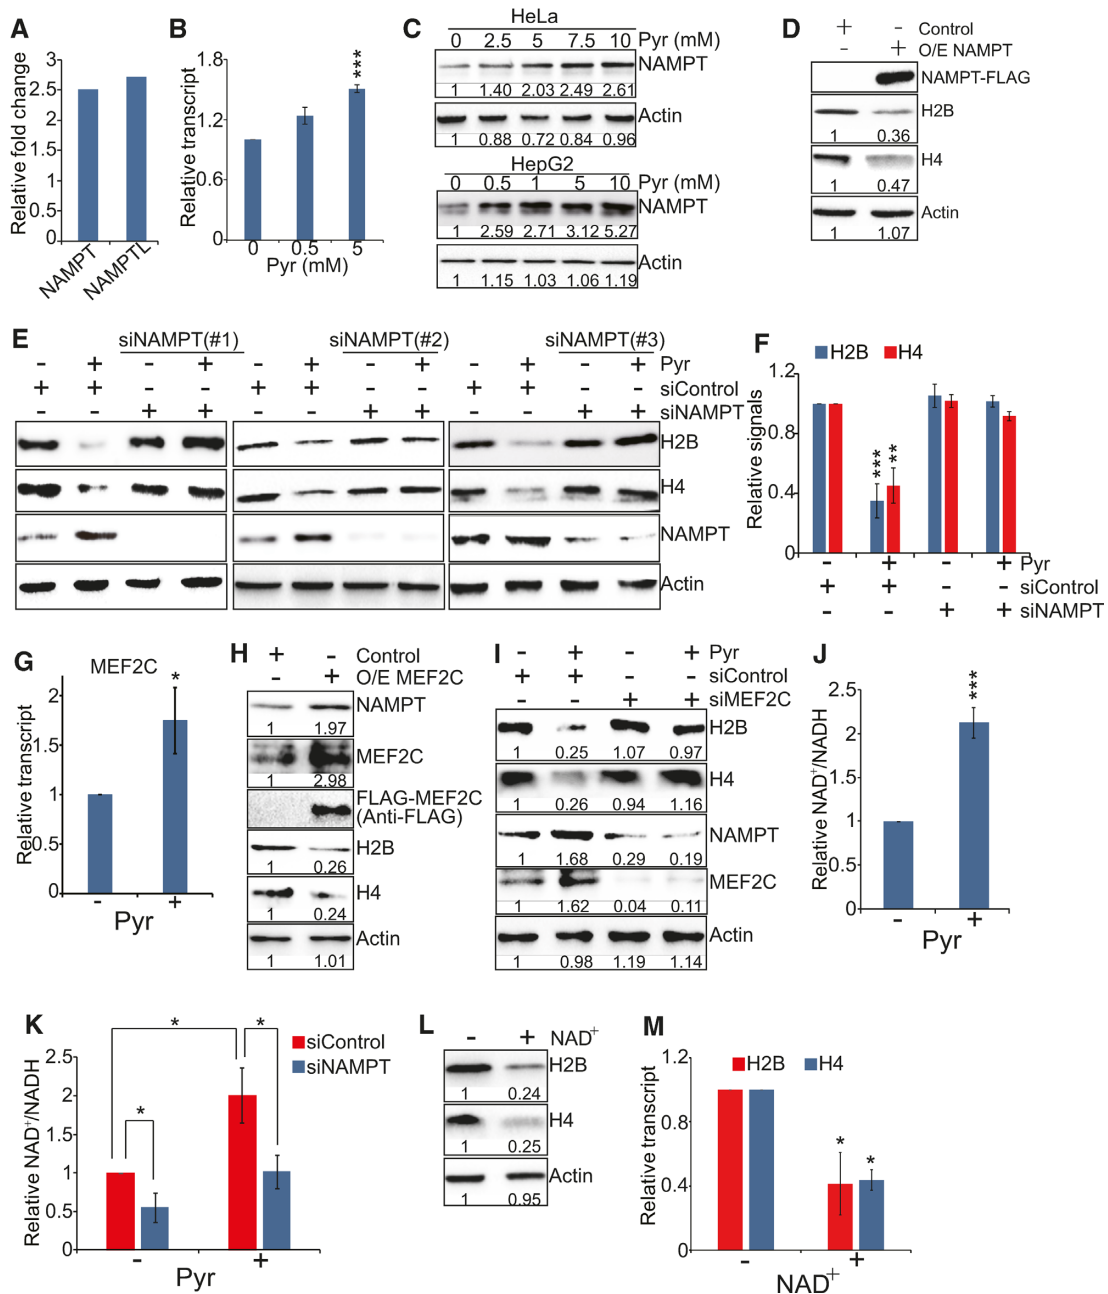 A
Relative fold change
3
2.5
2
1.5
1
0.5
0
NAMPT
NAMPTL
B
Relative transcript
1.8
1.2
0.6
0
***
0
0.5
5
Pyr (mM)
C
HeLa
0 2.5 5 7.5 10 Pyr (mM)
NAMPT
1 1.40 2.03 2.49 2.61
Actin
1 0.88 0.72 0.84 0.96
HepG2
0 0.5 1 5 10 Pyr (mM)
NAMPT
1 2.59 2.71 3.12 5.27
Actin
1 1.15 1.03 1.06 1.19
D
+ - Control
- + O/E NAMPT
NAMPT-FLAG
H2B
1 0.36
H4
1 0.47
Actin
1 1.07
E
siNAMPT(#1) siNAMPT(#2) siNAMPT(#3)
- + - + - + - + - + - + Pyr
+ + - - + + - - + + - - siControl
- - + + - - + + - - + + siNAMPT
H2B
H4
NAMPT
Actin
F
H2B H4
Relative signals
1.2
0.8
0.4
0
*** **
- + - + Pyr
+ + - - siControl
- - + + siNAMPT
G
MEF2C
Relative transcript
2
1.5
1
0.5
0
*
- +
Pyr
H
+ - Control
- + O/E MEF2C
NAMPT
1 1.97
MEF2C
1 2.98
FLAG-MEF2C
(Anti-FLAG)
H2B
1 0.26
H4
1 0.24
Actin
1 1.01
I
- + - + Pyr
+ + - - siControl
- - + + siMEF2C
H2B
1 0.25 1.07 0.97
H4
1 0.26 0.94 1.16
NAMPT
1 1.68 0.29 0.19
MEF2C
1 1.62 0.04 0.11
Actin
1 0.98 1.19 1.14
J
Relative NAD+/NADH
2.5
2
1.5
1
0.5
0
***
- +
Pyr
K
Relative NAD+/NADH
2.5
2
1.5
1
0.5
0
* * *
siControl
siNAMPT
- +
Pyr
L
- + NAD+
H2B
1 0.24
H4
1 0.25
Actin
1 0.95
M
Relative transcript
1.2
0.8
0.4
0
H2B H4
* *
- +
NAD+